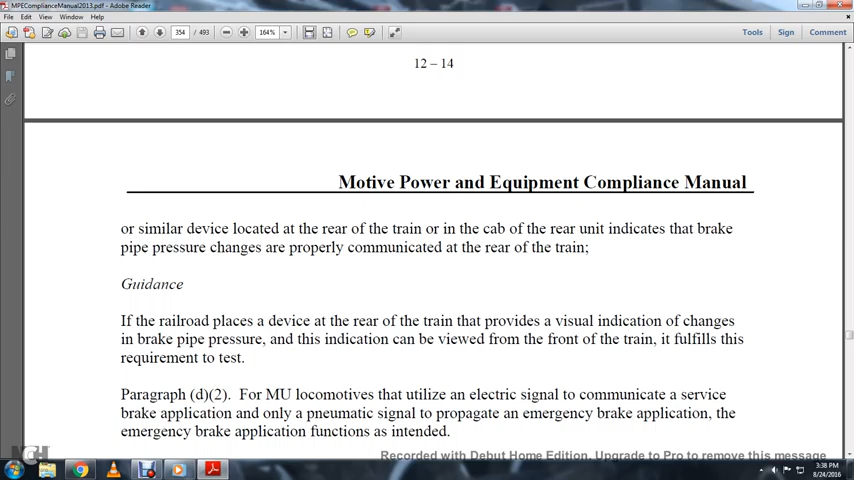 MPEComplianceManual2013.pdf - Adobe Reader
File Edit View Window Help
354 / 493 164% Tools Sign Comment
12 – 14
Motive Power and Equipment Compliance Manual
or similar device located at the rear of the train or in the cab of the rear unit indicates that brake
pipe pressure changes are properly communicated at the rear of the train;
Guidance
If the railroad places a device at the rear of the train that provides a visual indication of changes
in brake pipe pressure, and this indication can be viewed from the front of the train, it fulfills this
requirement to test.
Paragraph (d)(2). For MU locomotives that utilize an electric signal to communicate a service
brake application and only a pneumatic signal to propagate an emergency brake application, the
emergency brake application functions as intended.
NCH
Recorded with Debut Home Edition. Upgrade to Pro to remove this message
3:38 PM
8/24/2016